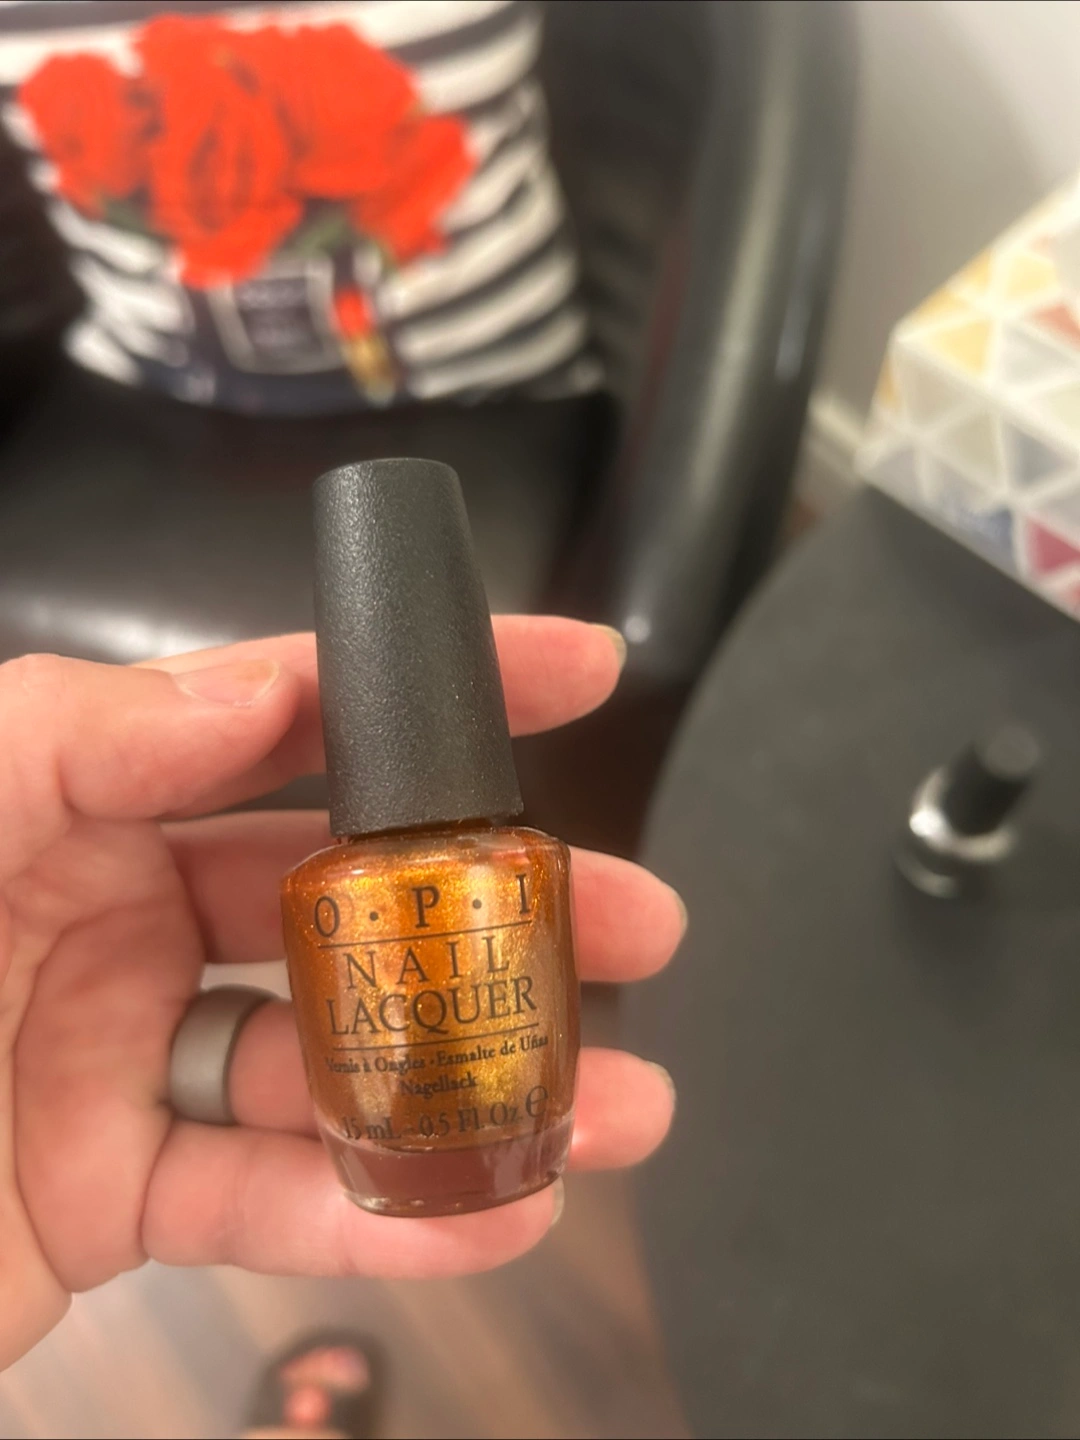 O · P · I
NAIL
LACQUER
Vernis à Ongles · Esmalte de Uñas
Nagellack
15 mL - 0.5 Fl. Oz. ℮